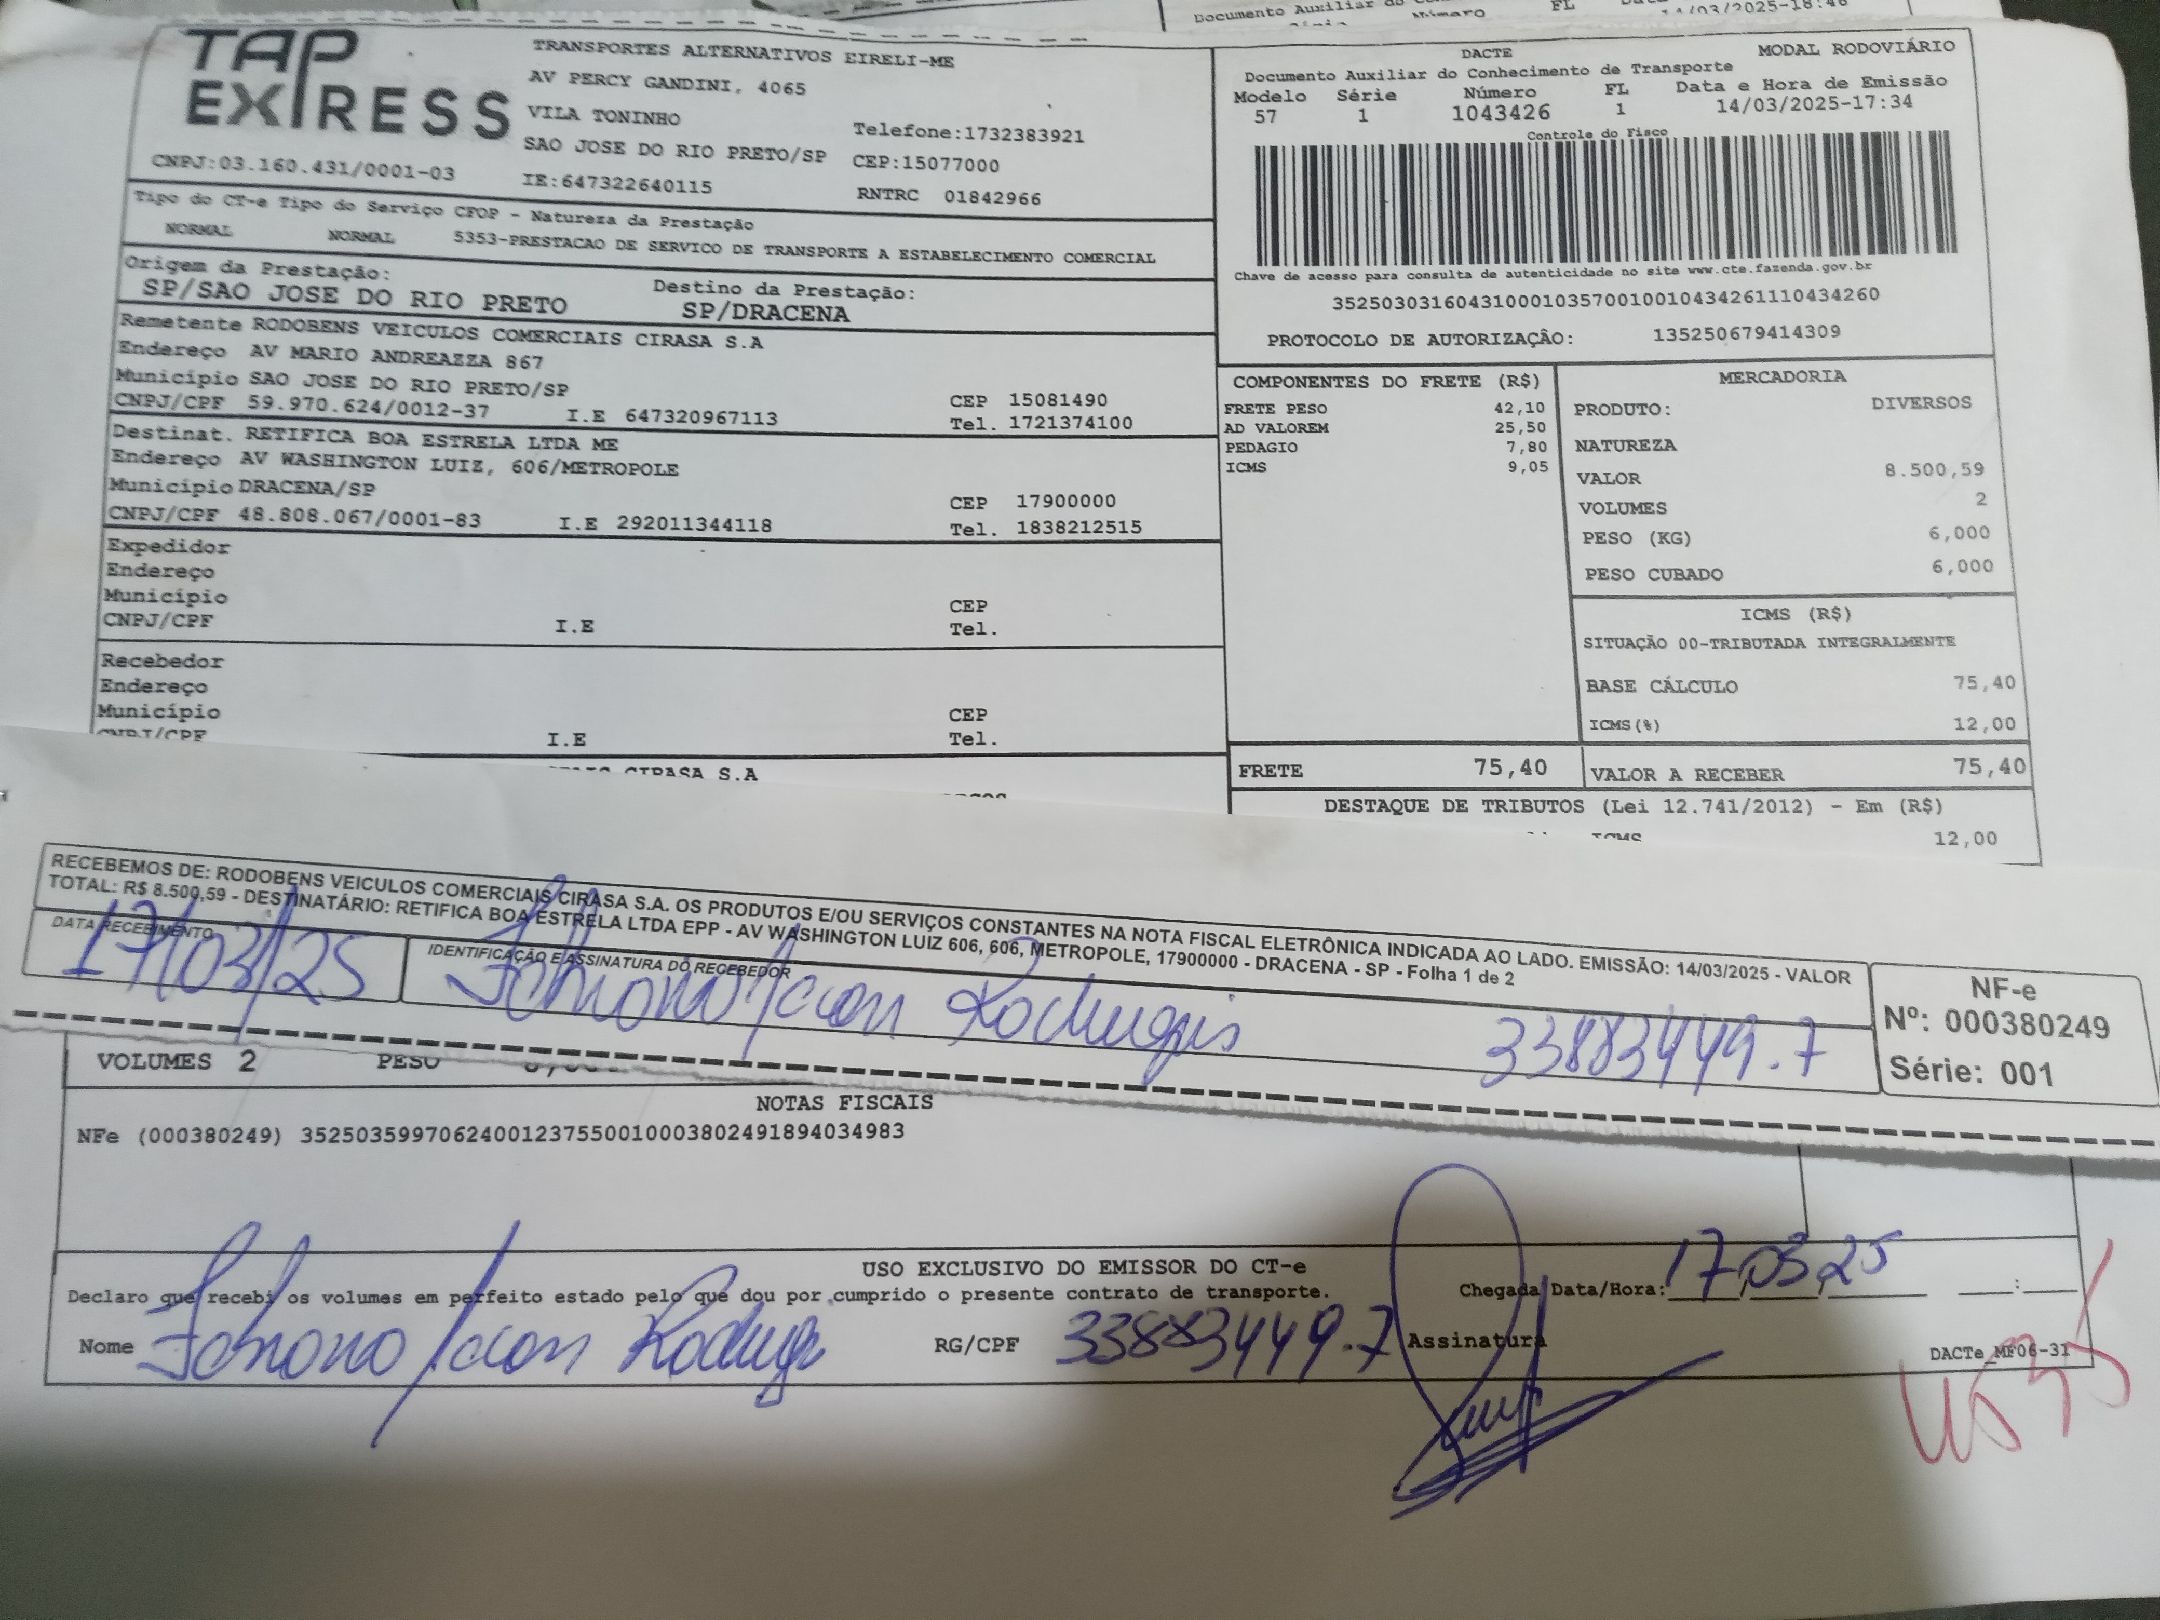 TAP EXPRESS
TRANSPORTES ALTERNATIVOS EIRELI-ME
AV PERCY GANDINI, 4065
VILA TONINHO
Telefone:1732383921
SAO JOSE DO RIO PRETO/SP CEP:15077000
CNPJ:03.160.431/0001-03 IE:647322640115 RNTRC 01842966
Tipo do CT-e Tipo do Serviço CFOP - Natureza da Prestação
NORMAL NORMAL 5353-PRESTACAO DE SERVICO DE TRANSPORTE A ESTABELECIMENTO COMERCIAL
Origem da Prestação: Destino da Prestação:
SP/SAO JOSE DO RIO PRETO SP/DRACENA
Remetente RODOBENS VEICULOS COMERCIAIS CIRASA S.A
Endereço AV MARIO ANDREAZZA 867
Município SAO JOSE DO RIO PRETO/SP CEP 15081490
CNPJ/CPF 59.970.624/0012-37 I.E 647320967113 Tel. 1721374100
Destinat. RETIFICA BOA ESTRELA LTDA ME
Endereço AV WASHINGTON LUIZ, 606/METROPOLE
Município DRACENA/SP CEP 17900000
CNPJ/CPF 48.808.067/0001-83 I.E 292011344118 Tel. 1838212515
Expedidor
Endereço
Município CEP
CNPJ/CPF I.E Tel.
Recebedor
Endereço
Município CEP
CNPJ/CPF I.E Tel.
CIRASA S.A
DACTE MODAL RODOVIÁRIO
Documento Auxiliar do Conhecimento de Transporte
Modelo Série Número FL Data e Hora de Emissão
57 1 1043426 1 14/03/2025-17:34
Controle do Fisco
Chave de acesso para consulta de autenticidade no site www.cte.fazenda.gov.br
35250303160431000103570010010434261110434260
PROTOCOLO DE AUTORIZAÇÃO: 135250679414309
COMPONENTES DO FRETE (R$)
FRETE PESO 42,10
AD VALOREM 25,50
PEDAGIO 7,80
ICMS 9,05
MERCADORIA
PRODUTO: DIVERSOS
NATUREZA
VALOR 8.500,59
VOLUMES 2
PESO (KG) 6,000
PESO CUBADO 6,000
ICMS (R$)
SITUAÇÃO 00-TRIBUTADA INTEGRALMENTE
BASE CÁLCULO 75,40
ICMS(%) 12,00
FRETE 75,40 VALOR A RECEBER 75,40
DESTAQUE DE TRIBUTOS (Lei 12.741/2012) - Em (R$)
ICMS 12,00
RECEBEMOS DE: RODOBENS VEICULOS COMERCIAIS CIRASA S.A. OS PRODUTOS E/OU SERVIÇOS CONSTANTES NA NOTA FISCAL ELETRÔNICA INDICADA AO LADO. EMISSÃO: 14/03/2025 - VALOR
TOTAL: R$ 8.500,59 - DESTINATÁRIO: RETIFICA BOA ESTRELA LTDA EPP - AV WASHINGTON LUIZ 606, 606, METROPOLE, 17900000 - DRACENA - SP - Folha 1 de 2
DATA RECEBIMENTO IDENTIFICAÇÃO E ASSINATURA DO RECEBEDOR
17/03/25 33883449.7
NF-e
Nº: 000380249
Série: 001
VOLUMES 2 PESO
NOTAS FISCAIS
NFe (000380249) 35250359970624001237550010003802491894034983
USO EXCLUSIVO DO EMISSOR DO CT-e
Declaro que recebi os volumes em perfeito estado pelo que dou por cumprido o presente contrato de transporte. Chegada Data/Hora: 17 03 25 :
Nome RG/CPF 33883449.7 Assinatura
DACTe_MF06-31